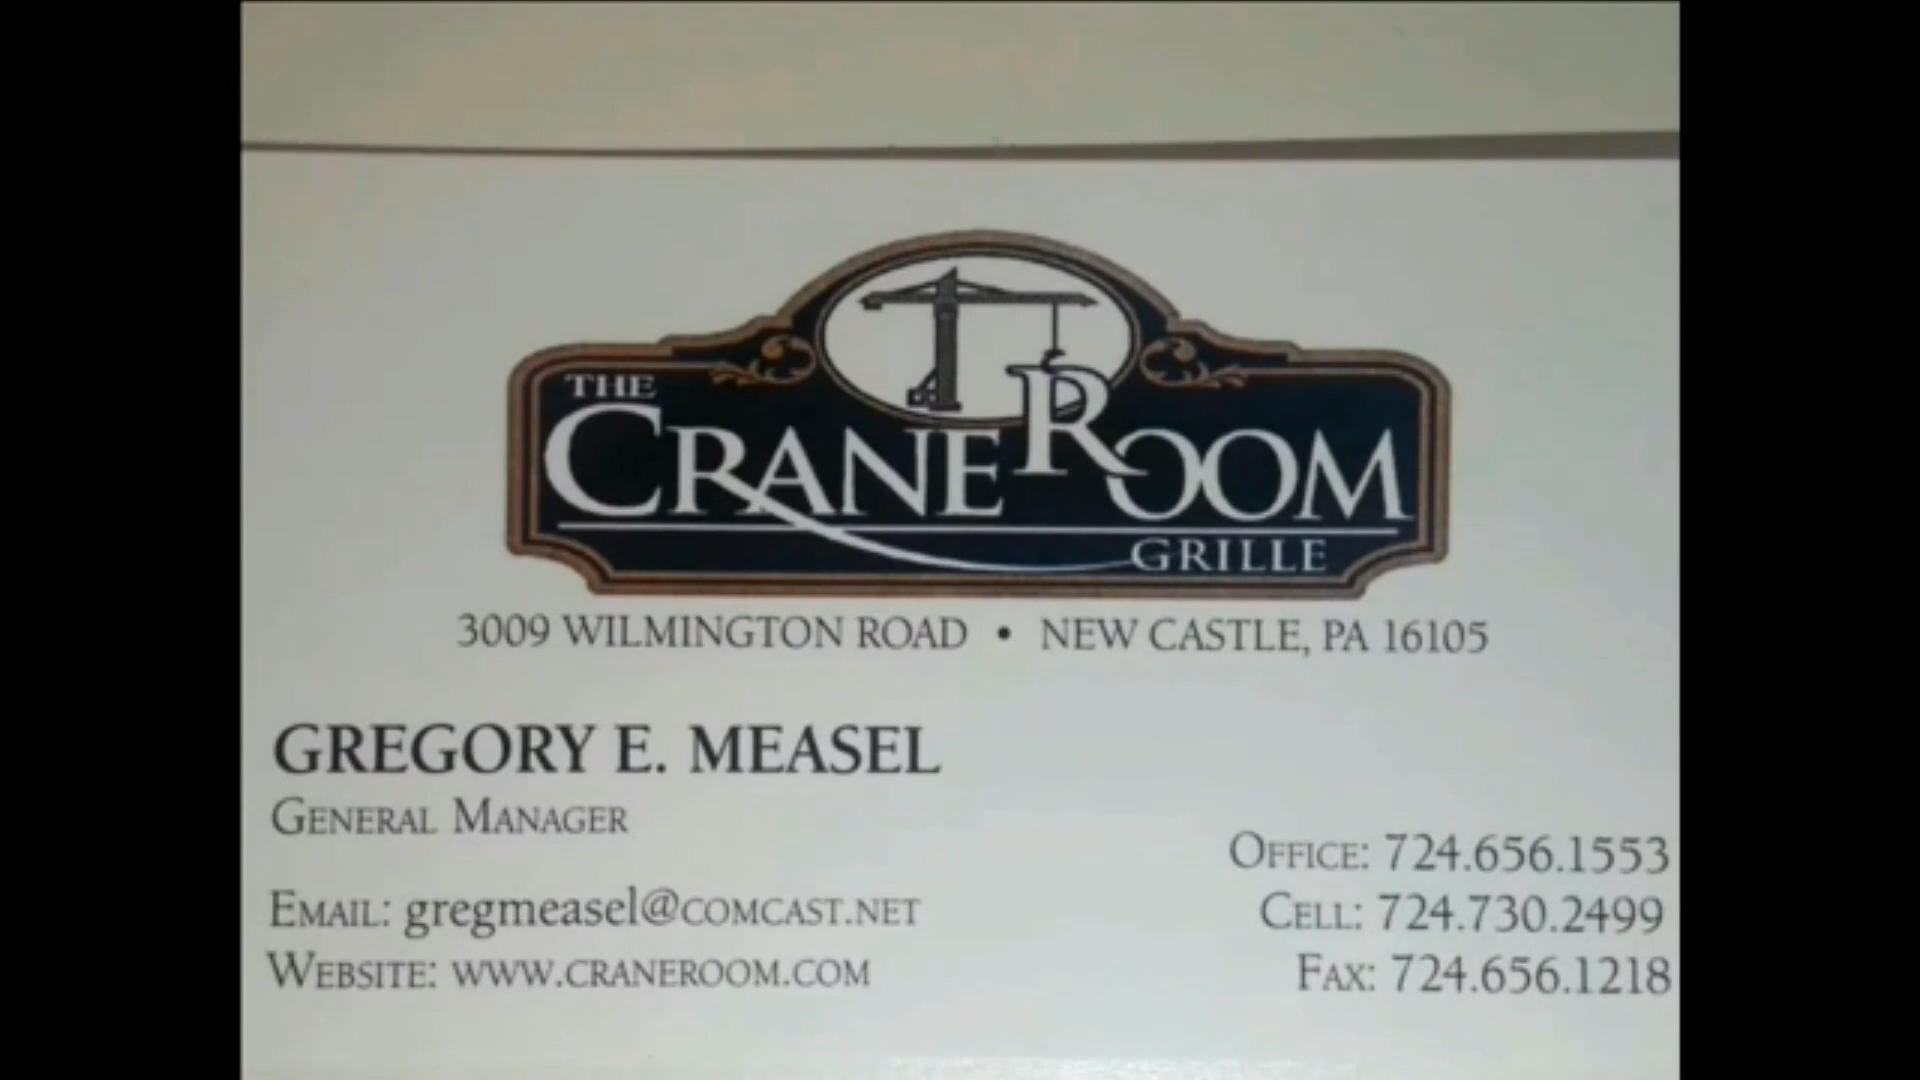 THE
CRANE ROOM
GRILLE
3009 WILMINGTON ROAD • NEW CASTLE, PA 16105
GREGORY E. MEASEL
GENERAL MANAGER
OFFICE: 724.656.1553
EMAIL: gregmeasel@COMCAST.NET
CELL: 724.730.2499
WEBSITE: WWW.CRANEROOM.COM
FAX: 724.656.1218